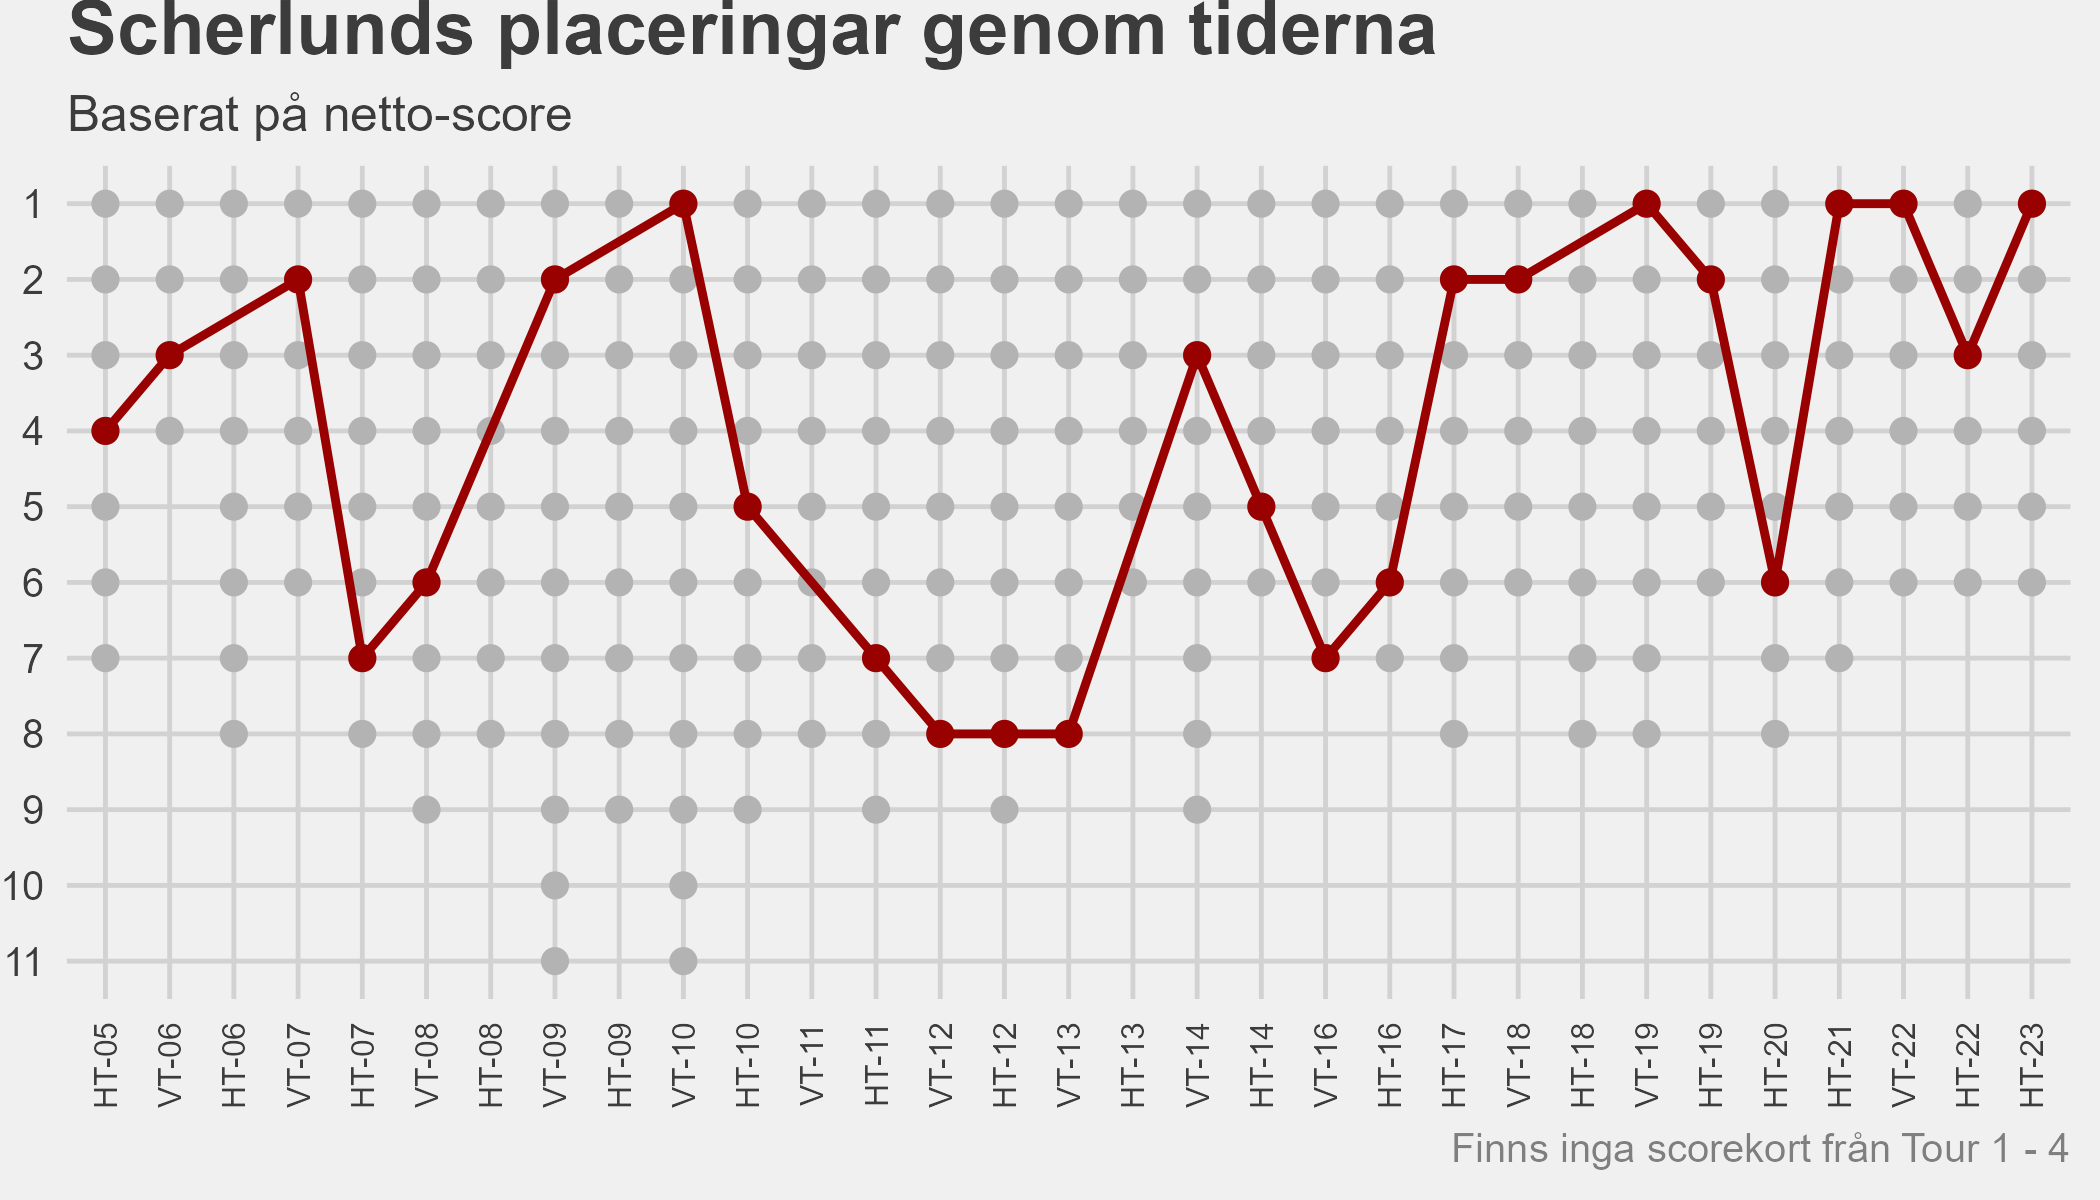 Scherlunds placeringar genom tiderna
Baserat på netto-score
1
2
3
4
5
6
7
8
9
10
11
HT-05
VT-06
HT-06
VT-07
HT-07
VT-08
HT-08
VT-09
HT-09
VT-10
HT-10
VT-11
HT-11
VT-12
HT-12
VT-13
HT-13
VT-14
HT-14
VT-16
HT-16
HT-17
VT-18
HT-18
VT-19
HT-19
HT-20
HT-21
VT-22
HT-22
HT-23
Finns inga scorekort från Tour 1 - 4